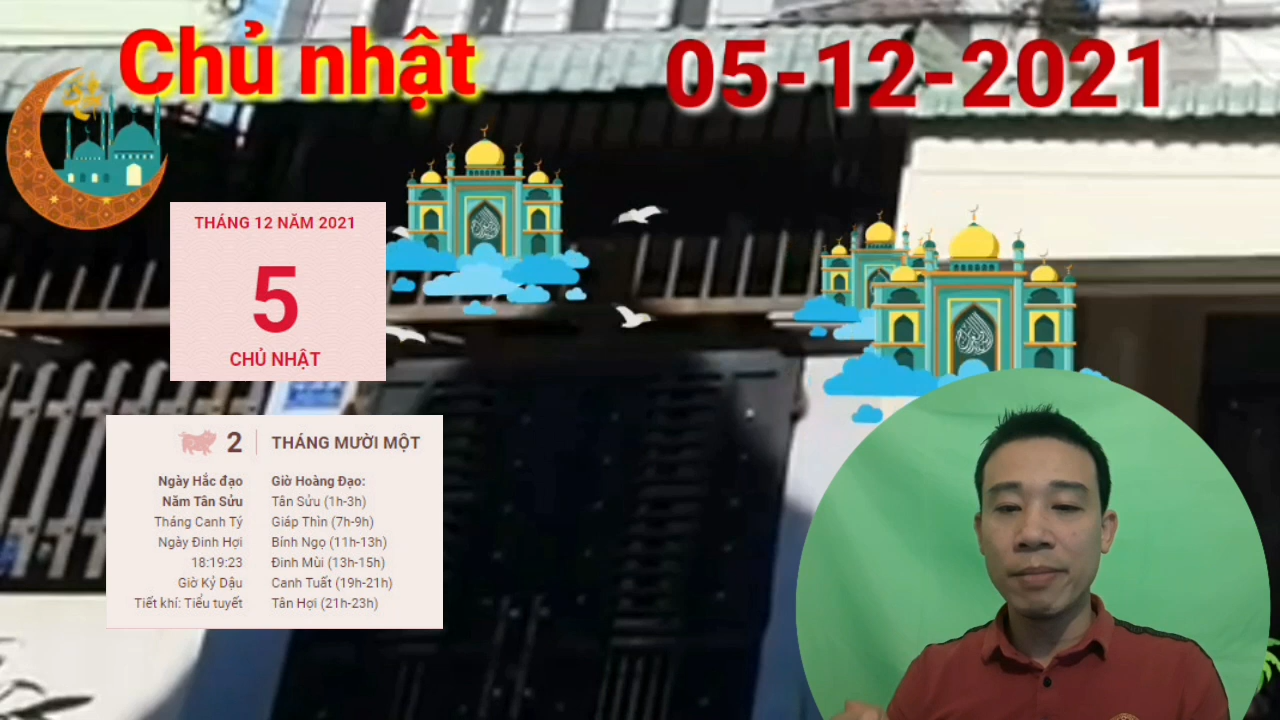 Chủ nhật
05-12-2021
THÁNG 12 NĂM 2021
5
CHỦ NHẬT
2
THÁNG MƯỜI MỘT
Ngày Hắc đạo
Năm Tân Sửu
Tháng Canh Tý
Ngày Đinh Hợi
18:19:23
Giờ Kỷ Dậu
Tiết khí: Tiểu tuyết
Giờ Hoàng Đạo:
Tân Sửu (1h-3h)
Giáp Thìn (7h-9h)
Bính Ngọ (11h-13h)
Đinh Mùi (13h-15h)
Canh Tuất (19h-21h)
Tân Hợi (21h-23h)